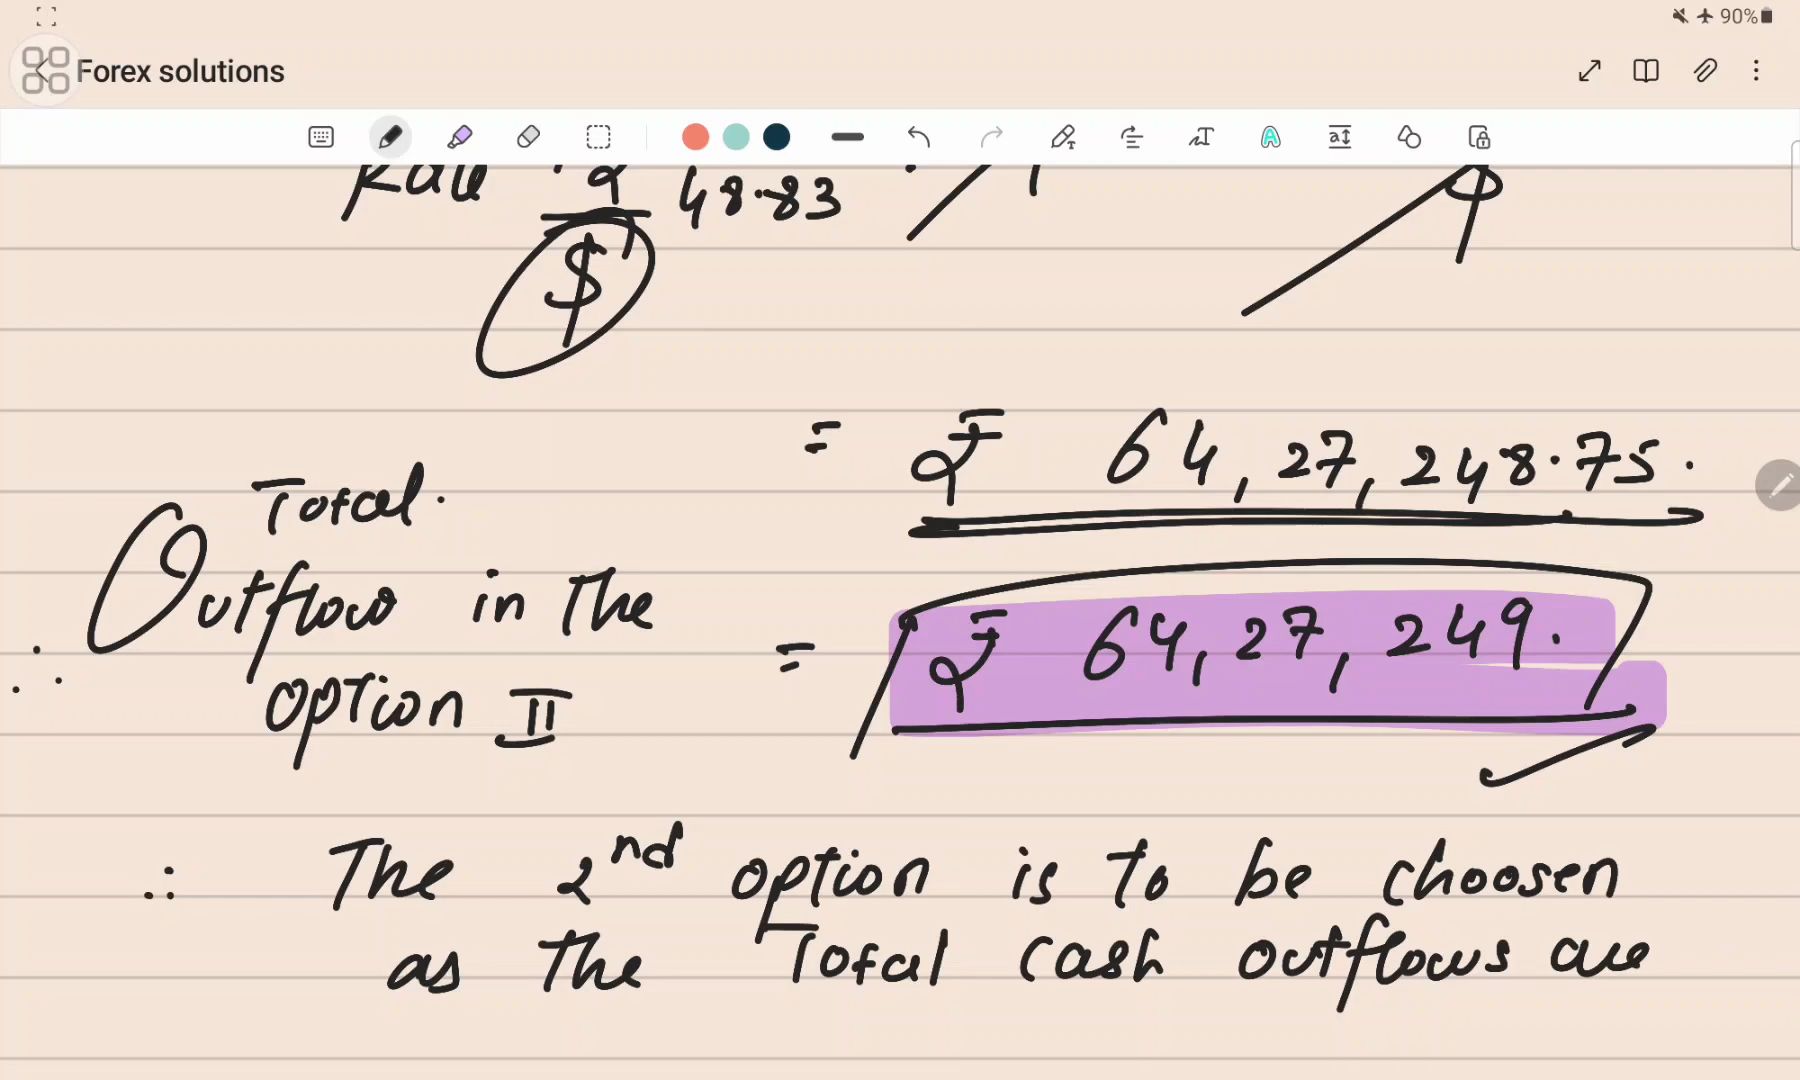 90%
Forex solutions
Rate
48.83
$
= ₹ 64,27,248.75.
Total.
∴ Outflow in the = ₹ 64,27,249.
option II
∴ The 2nd option is to be choosen
as the Total cash outflows are